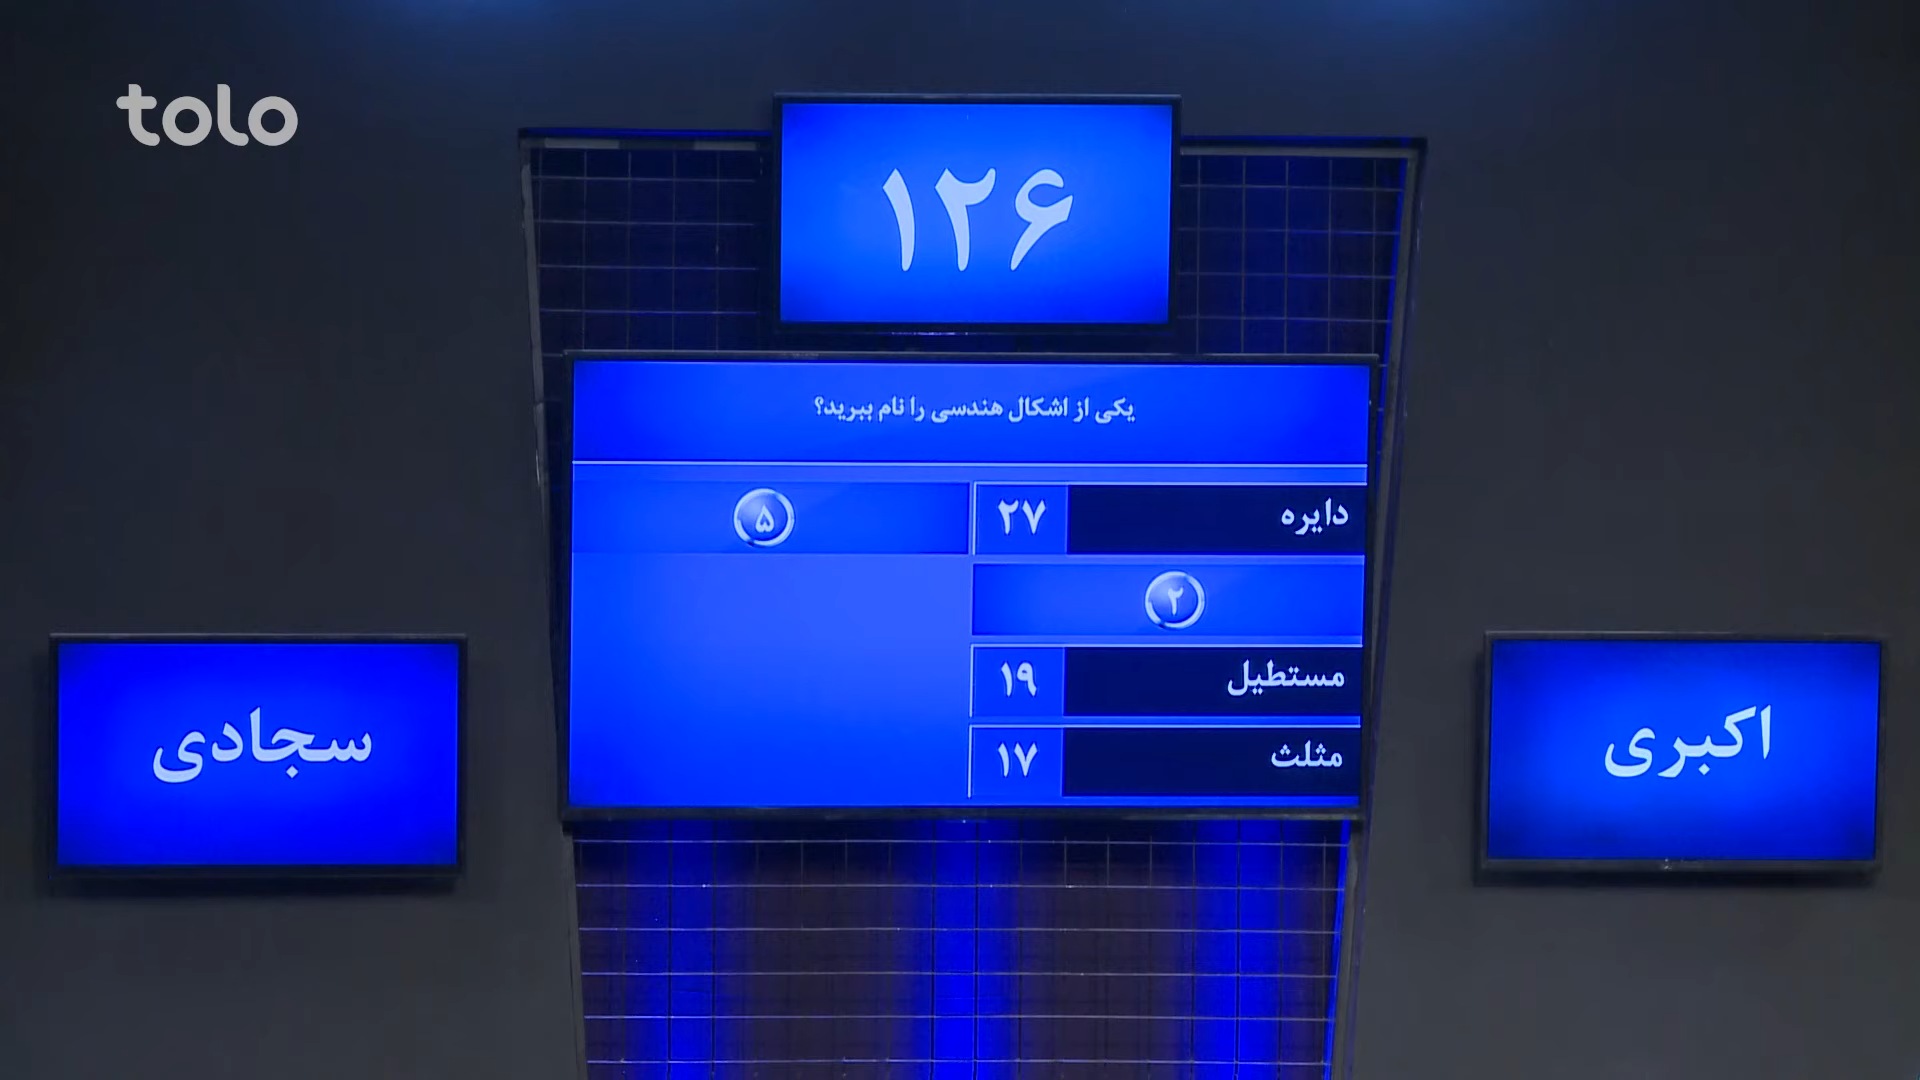 tolo
۱۲۶
یکی از اشکال هندسی را نام ببرید؟
دایره ۲۷
۵
۲
مستطیل ۱۹
مثلث ۱۷
اکبری
سجادی